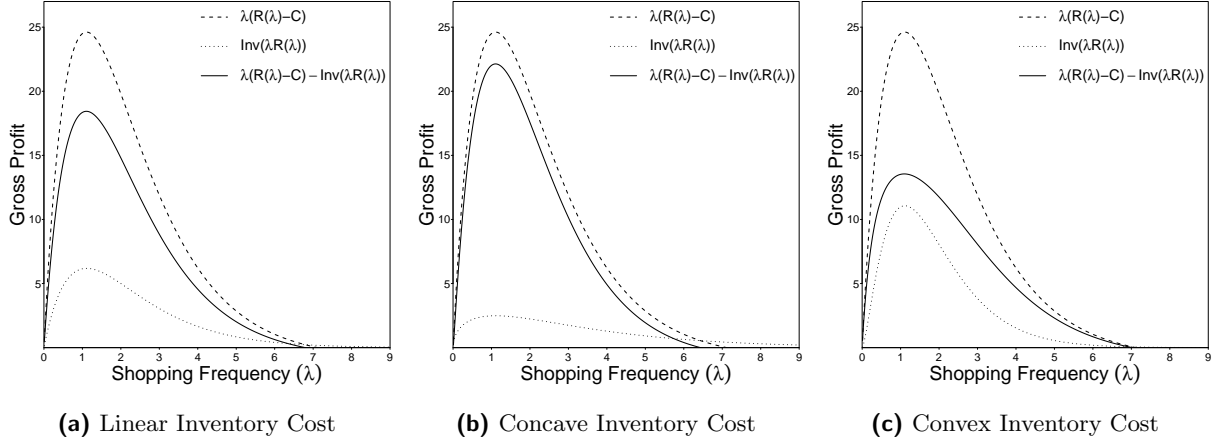 25
20
15
10
5
0 1 2 3 4 5 6 7 8 9
Gross Profit
Shopping Frequency (λ)
λ(R(λ)−C)
Inv(λR(λ))
λ(R(λ)−C) − Inv(λR(λ))
(a) Linear Inventory Cost
25
20
15
10
5
0 1 2 3 4 5 6 7 8 9
Gross Profit
Shopping Frequency (λ)
λ(R(λ)−C)
Inv(λR(λ))
λ(R(λ)−C) − Inv(λR(λ))
(b) Concave Inventory Cost
25
20
15
10
5
0 1 2 3 4 5 6 7 8 9
Gross Profit
Shopping Frequency (λ)
λ(R(λ)−C)
Inv(λR(λ))
λ(R(λ)−C) − Inv(λR(λ))
(c) Convex Inventory Cost